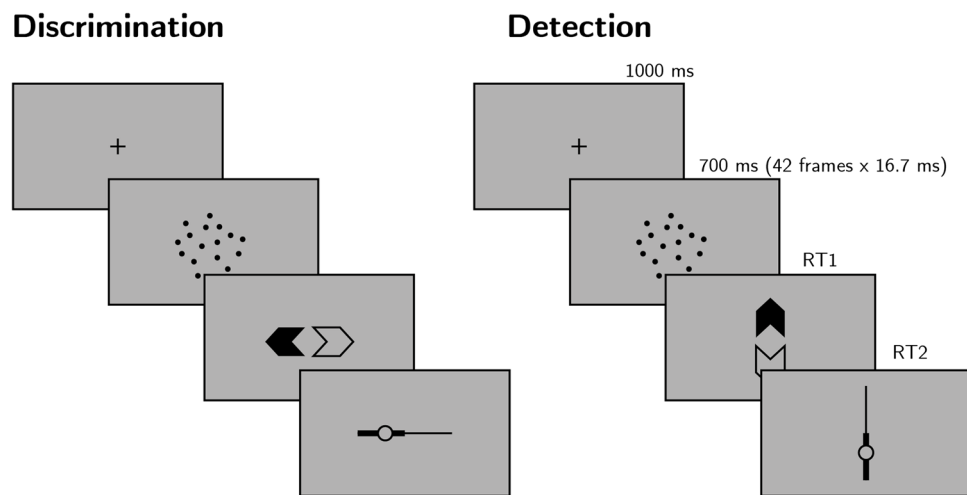 Discrimination
Detection
1000 ms
700 ms (42 frames x 16.7 ms)
RT1
RT2